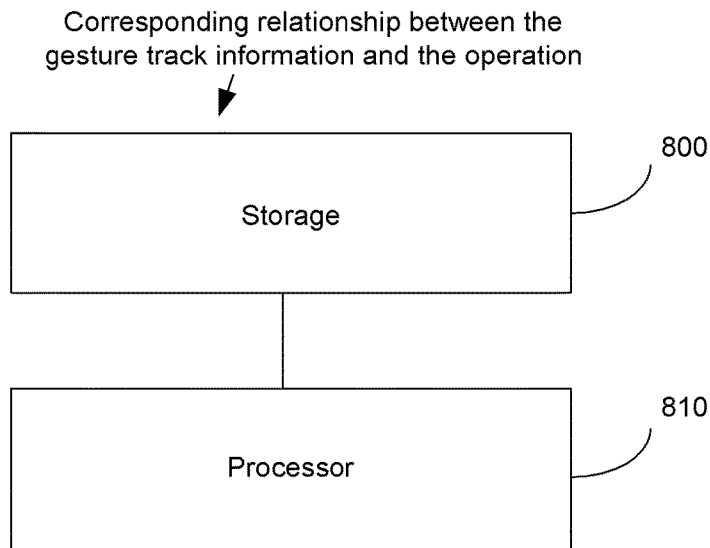 Corresponding relationship between the
gesture track information and the operation
800
Storage
810
Processor